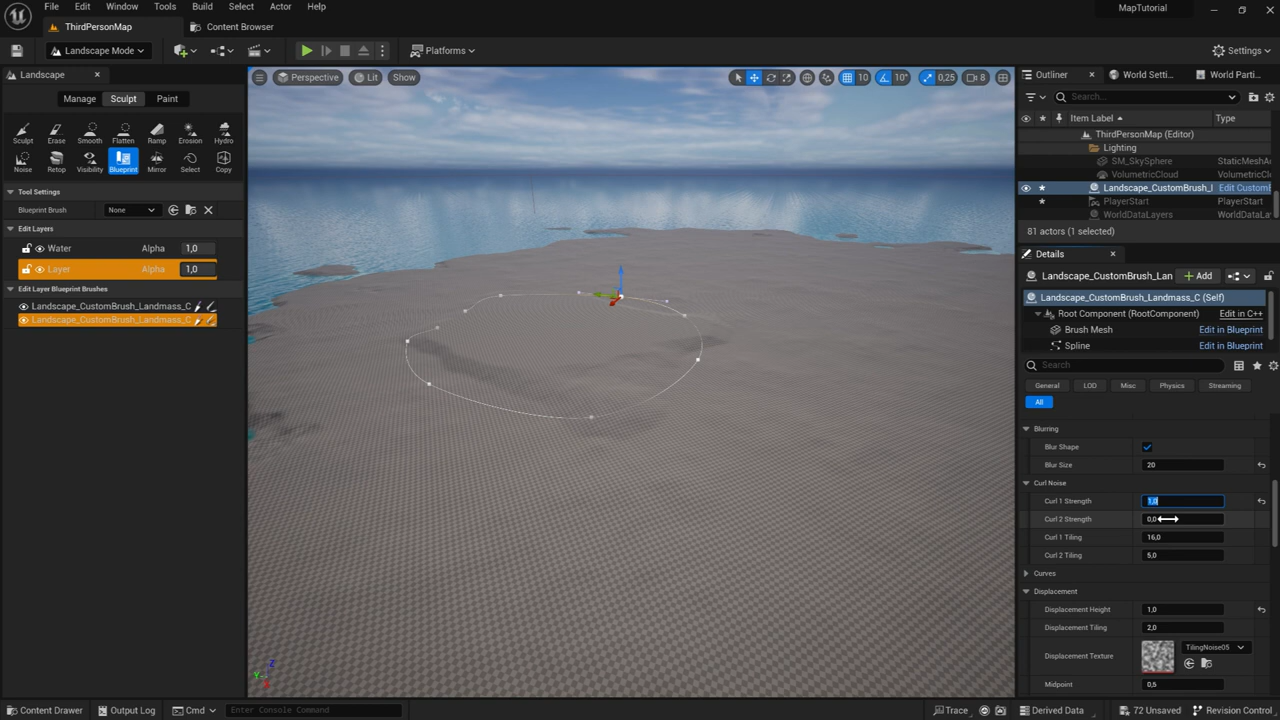 File Edit Window Tools Build Select Actor Help
MapTutorial
ThirdPersonMap
Content Browser
Landscape Mode
Platforms
Settings
Landscape
Manage Sculpt Paint
Sculpt Erase Smooth Flatten Ramp Erosion Hydro
Noise Retop Visibility Blueprint Mirror Select Copy
Tool Settings
Blueprint Brush None
Edit Layers
Water Alpha 1,0
Layer Alpha 1,0
Edit Layer Blueprint Brushes
Landscape_CustomBrush_Landmass_C
Landscape_CustomBrush_Landmass_C
Perspective Lit Show
10 10° 0,25 8
Z
Y
X
Outliner World Setti... World Parti...
Search...
Item Label Type
ThirdPersonMap (Editor)
Lighting
SM_SkySphere StaticMeshA
VolumetricCloud VolumetricCl
Landscape_CustomBrush_L Edit CustomB
PlayerStart PlayerStart
WorldDataLayers WorldDataLa
81 actors (1 selected)
Details
Landscape_CustomBrush_Lan Add
Landscape_CustomBrush_Landmass_C (Self)
Root Component (RootComponent) Edit in C++
Brush Mesh Edit in Blueprint
Spline Edit in Blueprint
Search
General LOD Misc Physics Streaming
All
Blurring
Blur Shape
Blur Size 20
Curl Noise
Curl 1 Strength 1,0
Curl 2 Strength 0,0
Curl 1 Tiling 16,0
Curl 2 Tiling 5,0
Curves
Displacement
Displacement Height 1,0
Displacement Tiling 2,0
Displacement Texture TilingNoise05
Midpoint 0,5
Content Drawer Output Log Cmd Enter Console Command
Trace Derived Data 72 Unsaved Revision Control